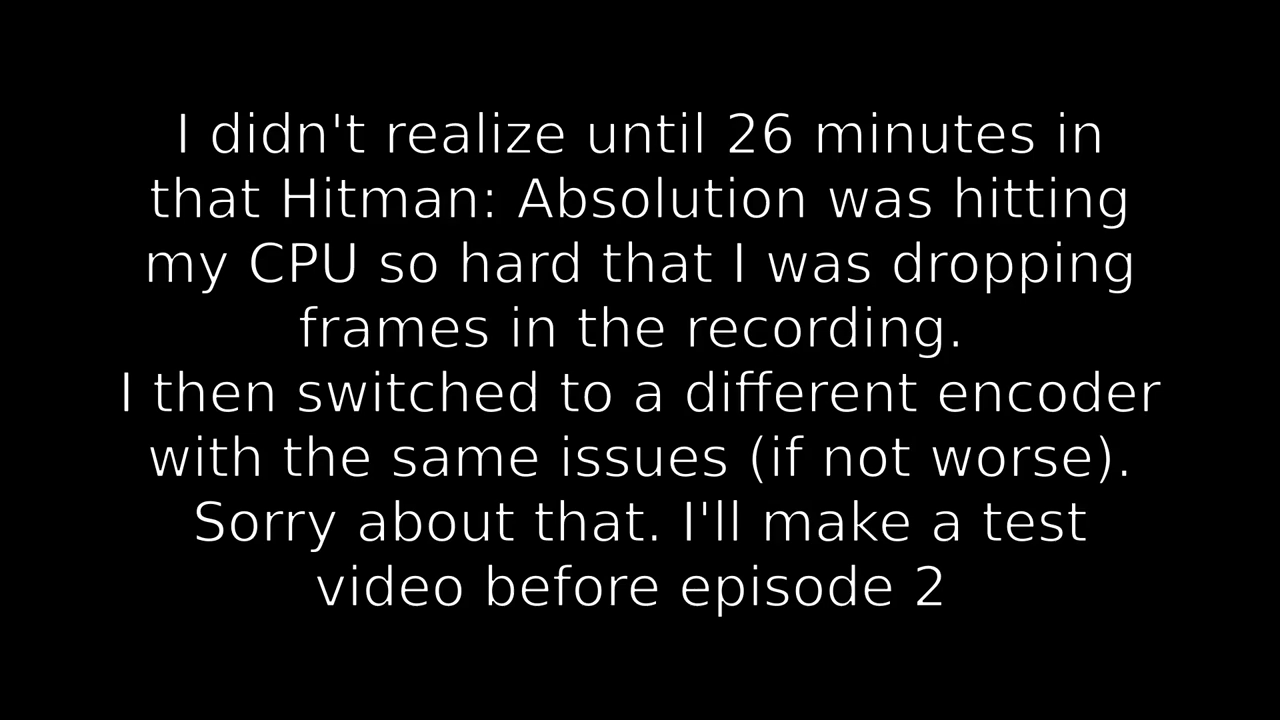 I didn't realize until 26 minutes in
that Hitman: Absolution was hitting
my CPU so hard that I was dropping
frames in the recording.
I then switched to a different encoder
with the same issues (if not worse).
Sorry about that. I'll make a test
video before episode 2